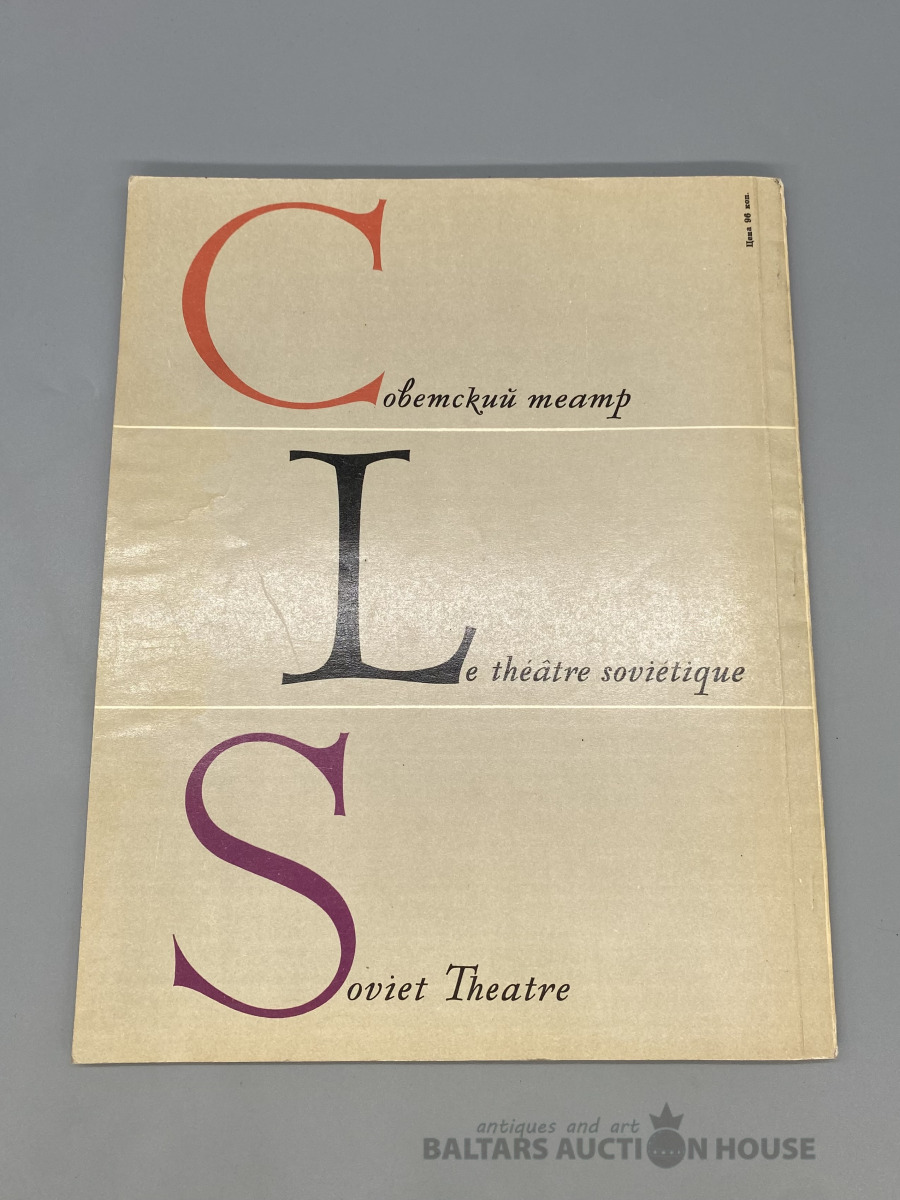 Цена 96 коп.
Советский театр
Le théâtre soviétique
Soviet Theatre
antiques and art
BALTARS AUCTION HOUSE